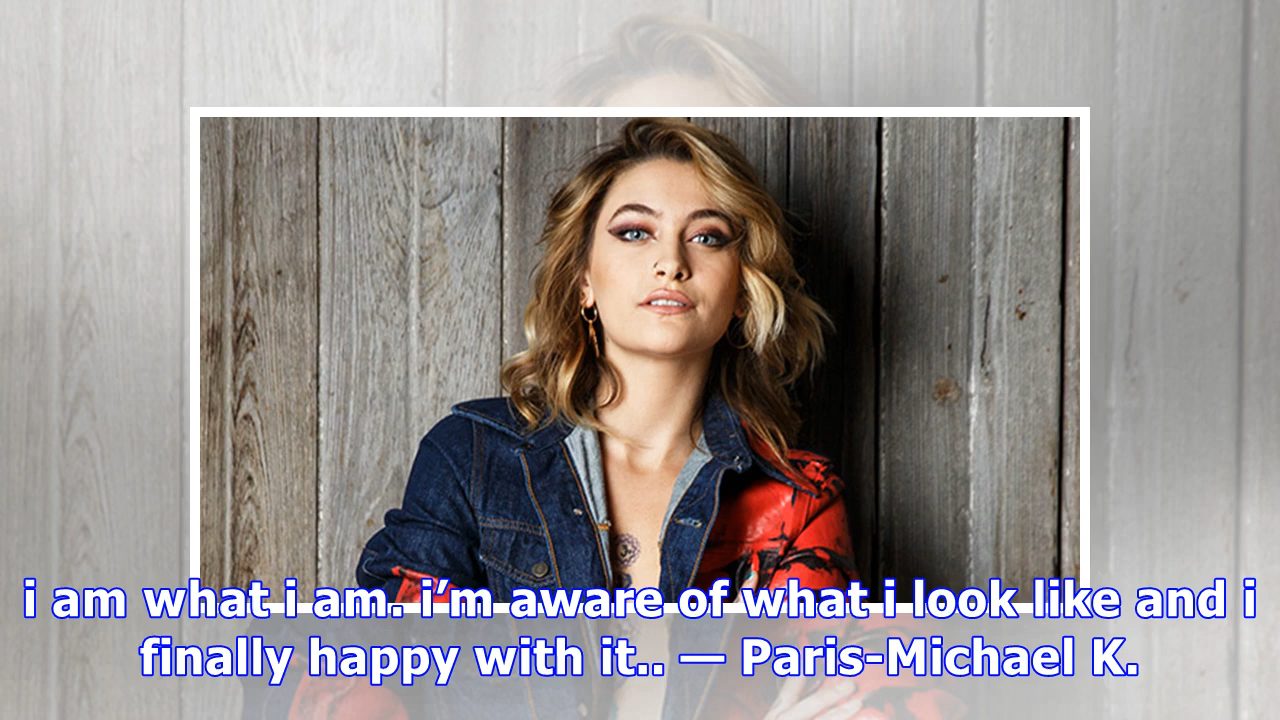 i am what i am. i’m aware of what i look like and i
finally happy with it.. — Paris-Michael K.